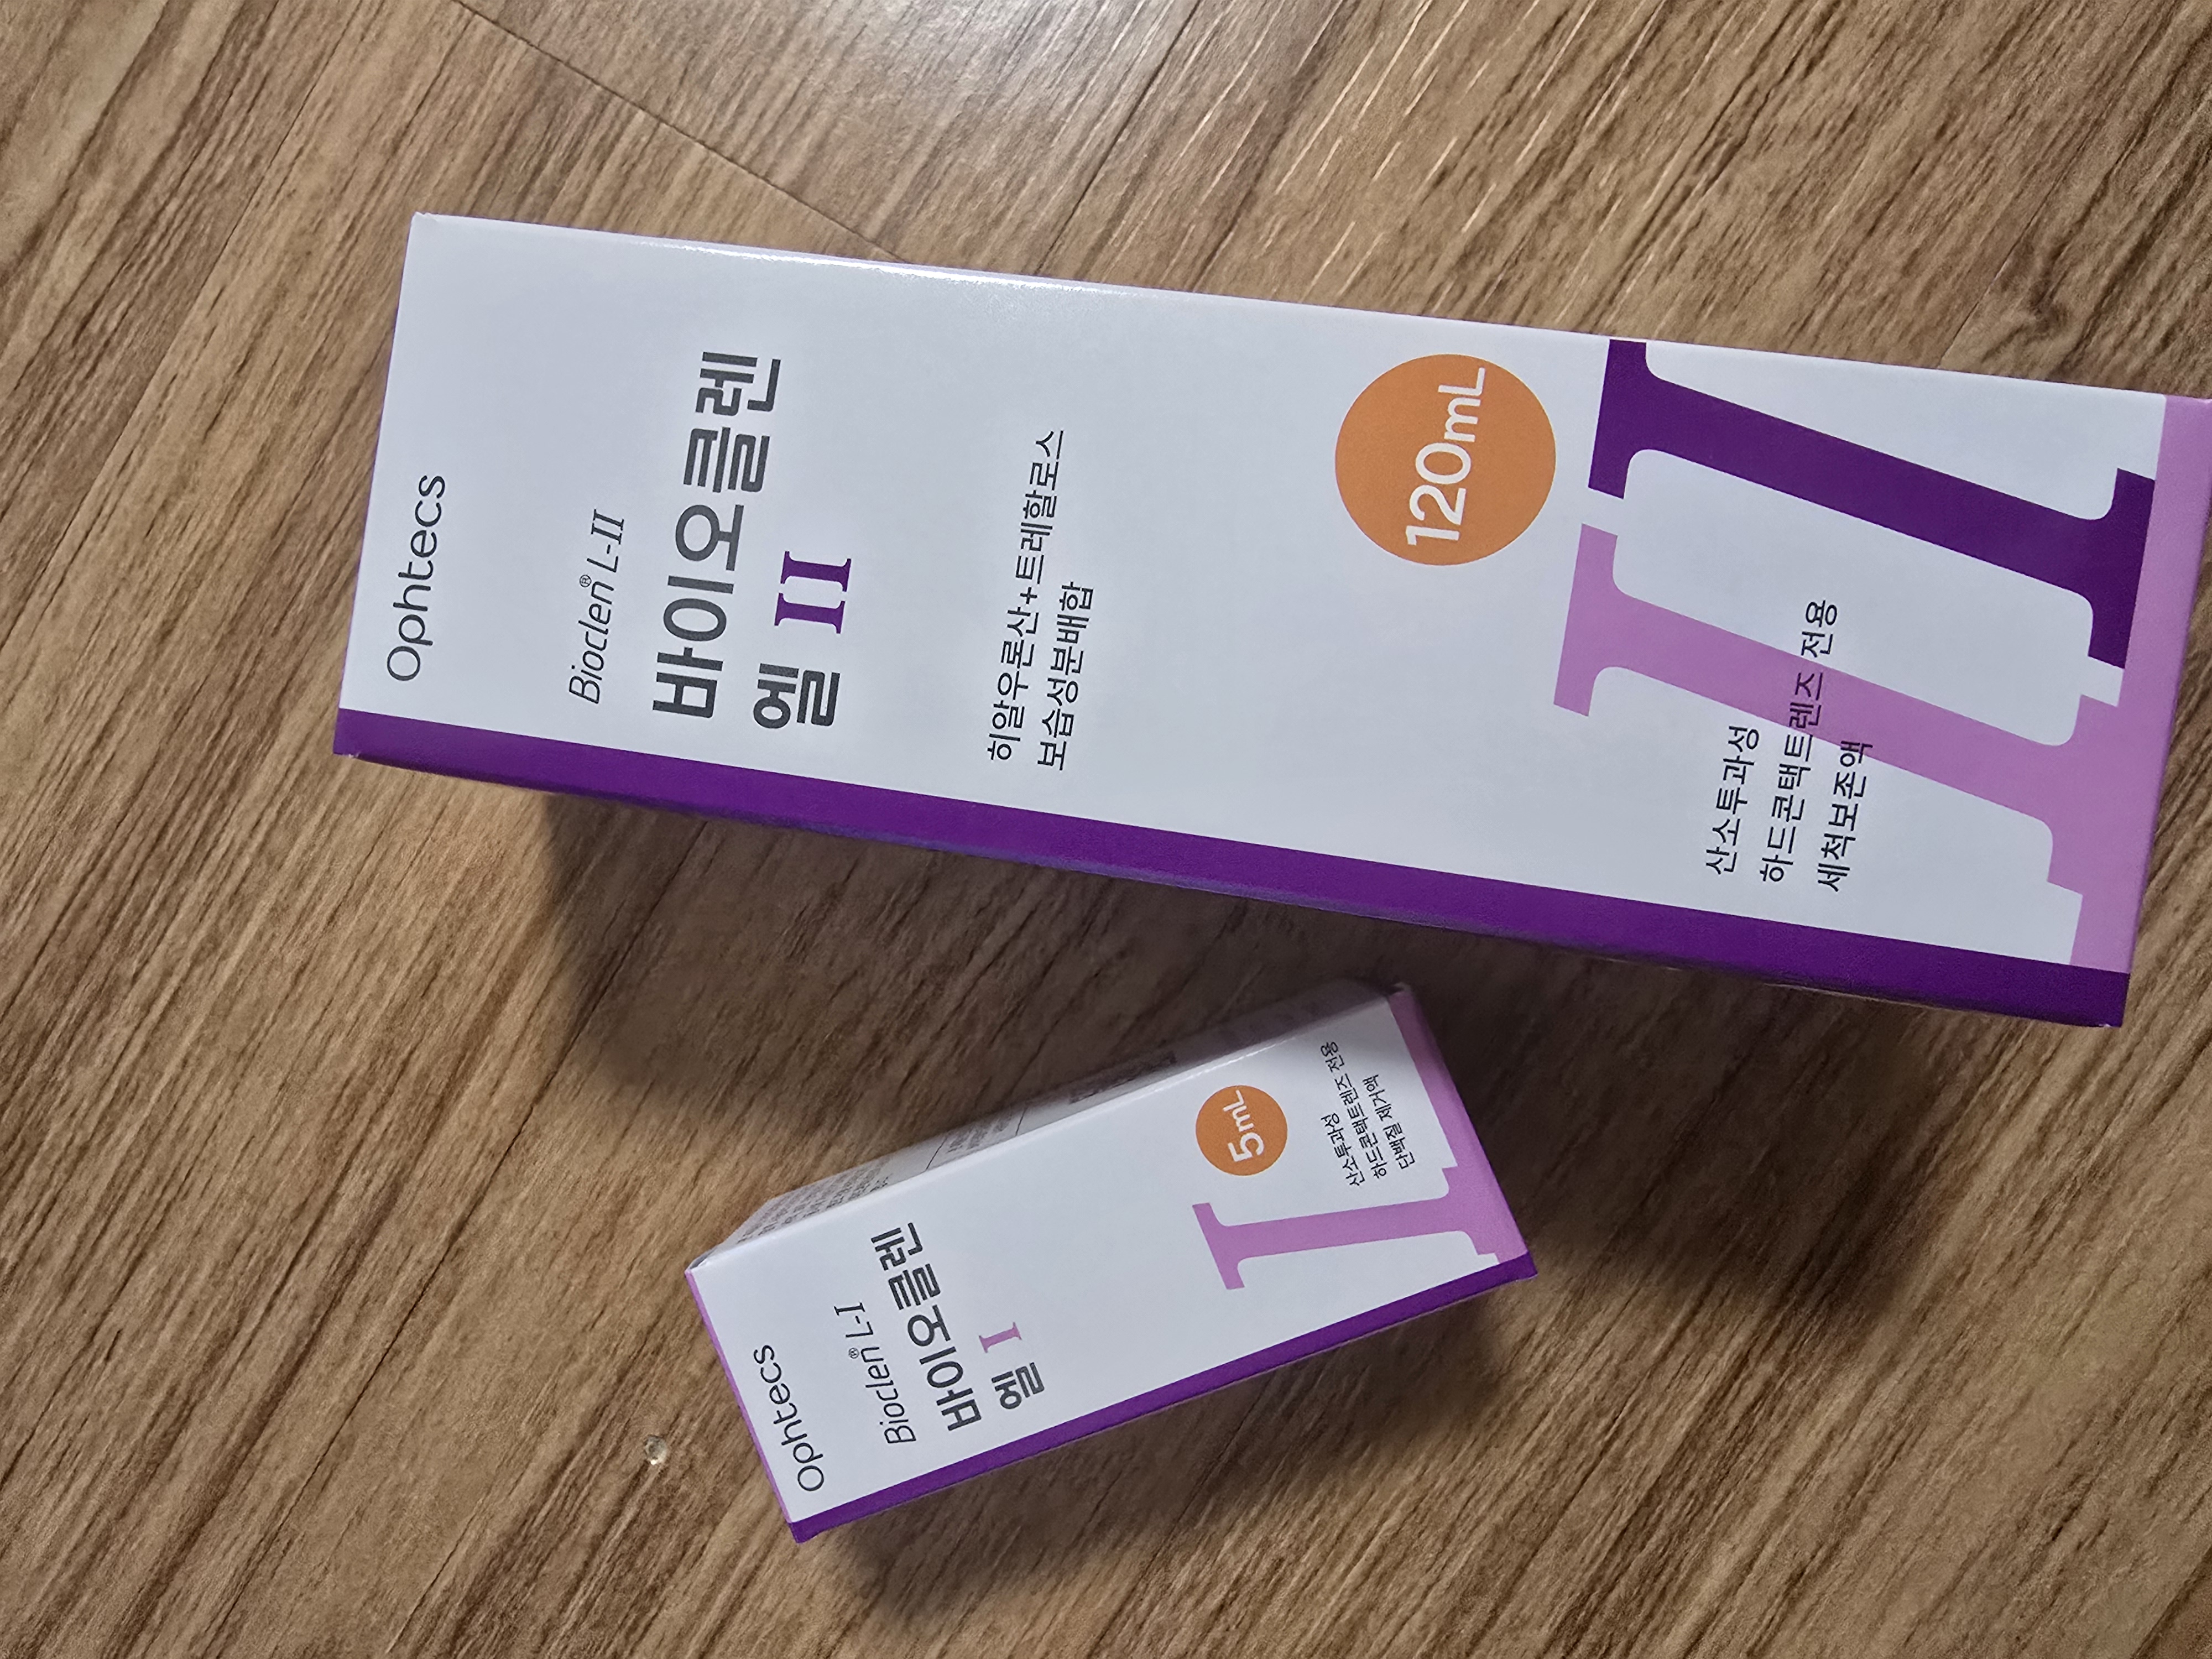 Ophtecs
Bioclen® L-II
바이오클렌
엘 II
히알우론산+트레할로스
보습성분배합
120mL
산소투과성
하드콘택트렌즈 전용
세척보존액
Ophtecs
Bioclen® L-I
바이오클렌
엘 I
5mL
산소투과성
하드콘택트렌즈 전용
단백질 제거액